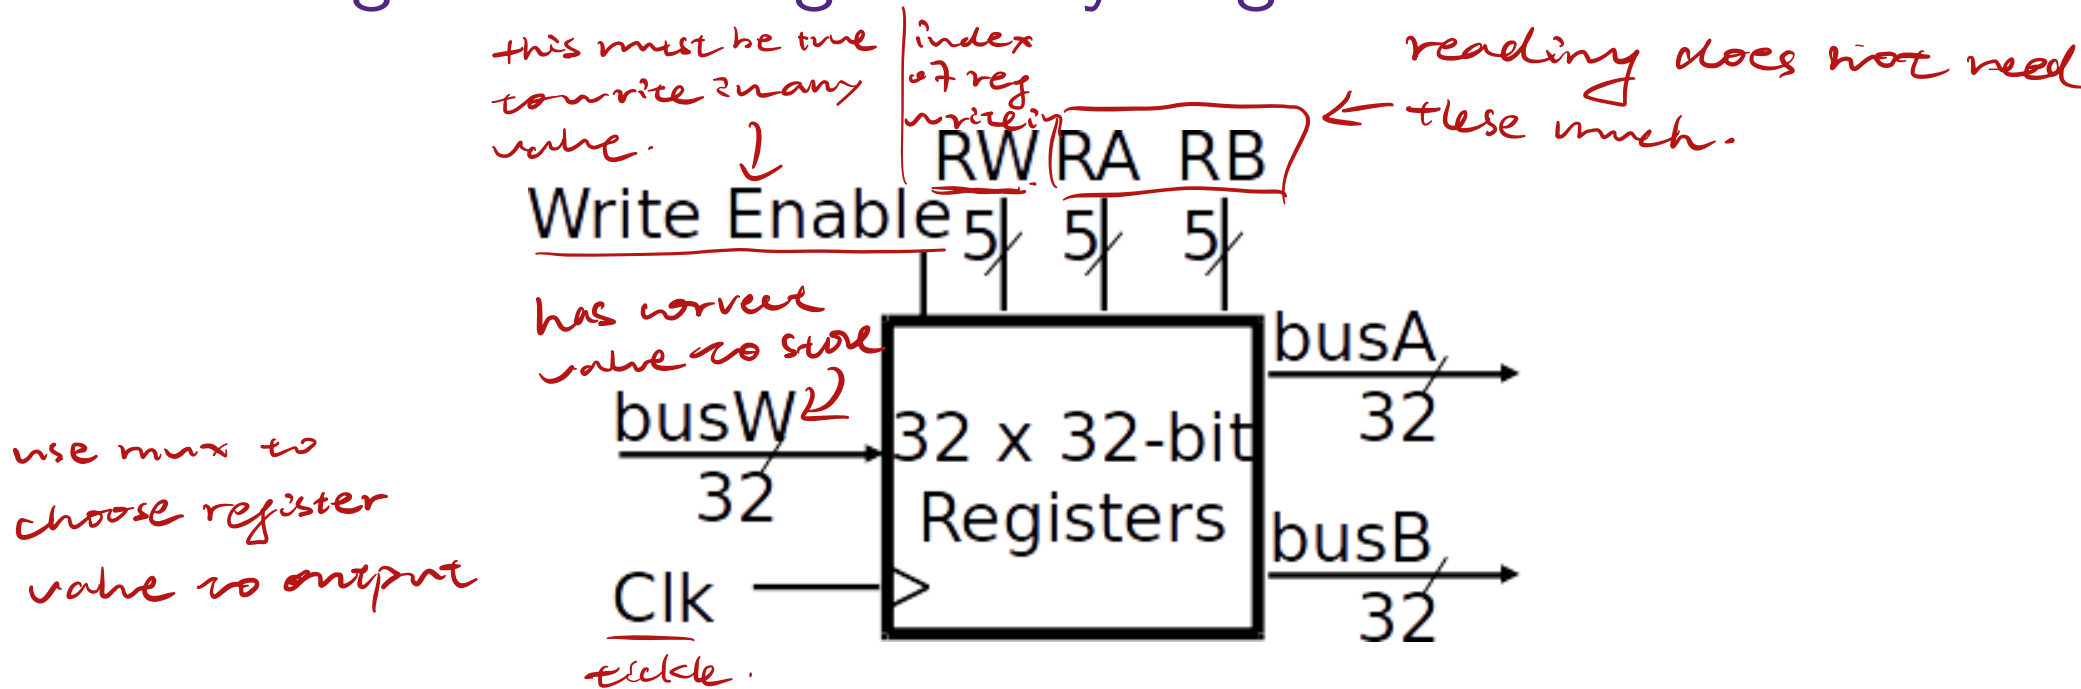 this must be true
to write in any
value.
index
of reg
writein
reading does not need
these much.
RW RA RB
Write Enable
5 5 5
has correct
value to store
busW
32
32 x 32-bit
Registers
busA
32
busB
32
use mux to
choose register
value to output
Clk
tickle.